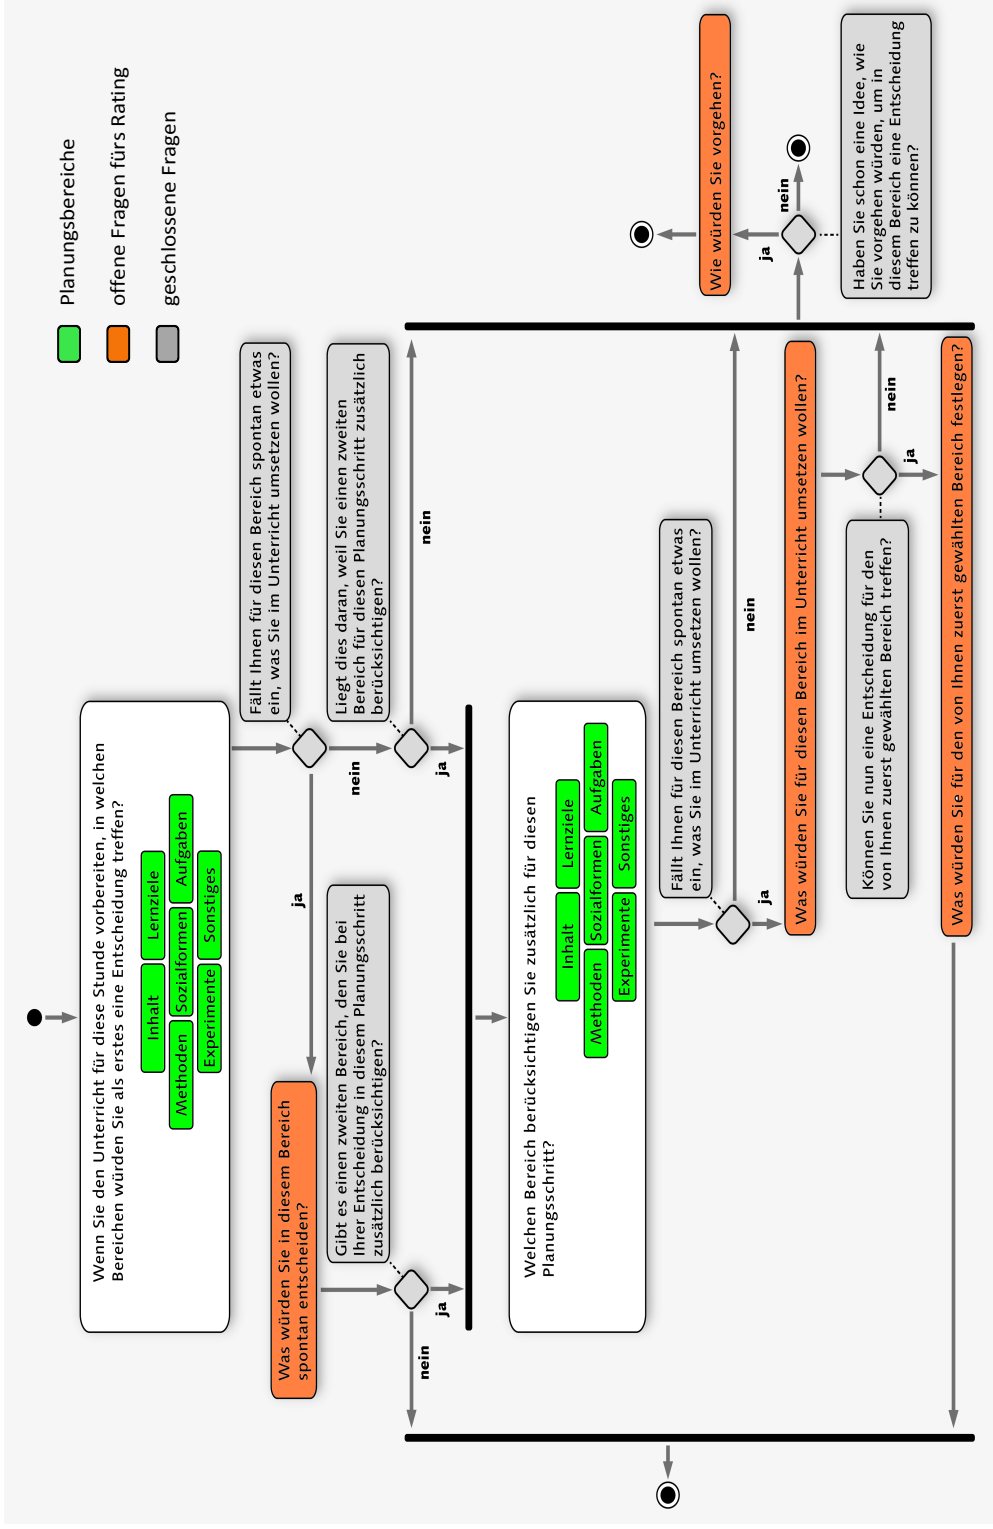 Planungsbereiche
offene Fragen fürs Rating
geschlossene Fragen
Wenn Sie den Unterricht für diese Stunde vorbereiten, in welchen
Bereichen würden Sie als erstes eine Entscheidung treffen?
Inhalt
Lernziele
Methoden
Sozialformen
Aufgaben
Experimente
Sonstiges
Fällt Ihnen für diesen Bereich spontan etwas
ein, was Sie im Unterricht umsetzen wollen?
ja
nein
Was würden Sie in diesem Bereich
spontan entscheiden?
Gibt es einen zweiten Bereich, den Sie bei
Ihrer Entscheidung in diesem Planungsschritt
zusätzlich berücksichtigen?
nein
ja
Liegt dies daran, weil Sie einen zweiten
Bereich für diesen Planungsschritt zusätzlich
berücksichtigen?
ja
nein
Welchen Bereich berücksichtigen Sie zusätzlich für diesen
Planungsschritt?
Inhalt
Lernziele
Methoden
Sozialformen
Aufgaben
Experimente
Sonstiges
Fällt Ihnen für diesen Bereich spontan etwas
ein, was Sie im Unterricht umsetzen wollen?
nein
ja
Was würden Sie für diesen Bereich im Unterricht umsetzen wollen?
Können Sie nun eine Entscheidung für den
von Ihnen zuerst gewählten Bereich treffen?
nein
ja
Was würden Sie für den von Ihnen zuerst gewählten Bereich festlegen?
Wie würden Sie vorgehen?
ja
nein
Haben Sie schon eine Idee, wie
Sie vorgehen würden, um in
diesem Bereich eine Entscheidung
treffen zu können?